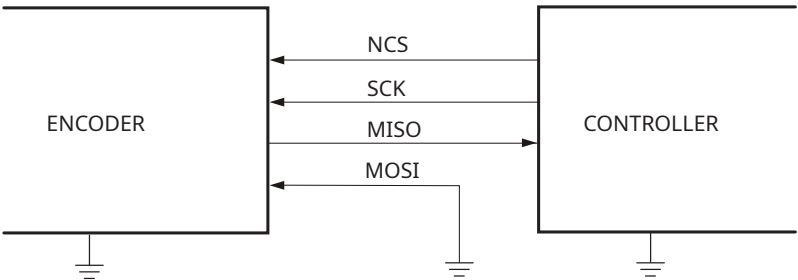 NCS
SCK
ENCODER
MISO
CONTROLLER
MOSI